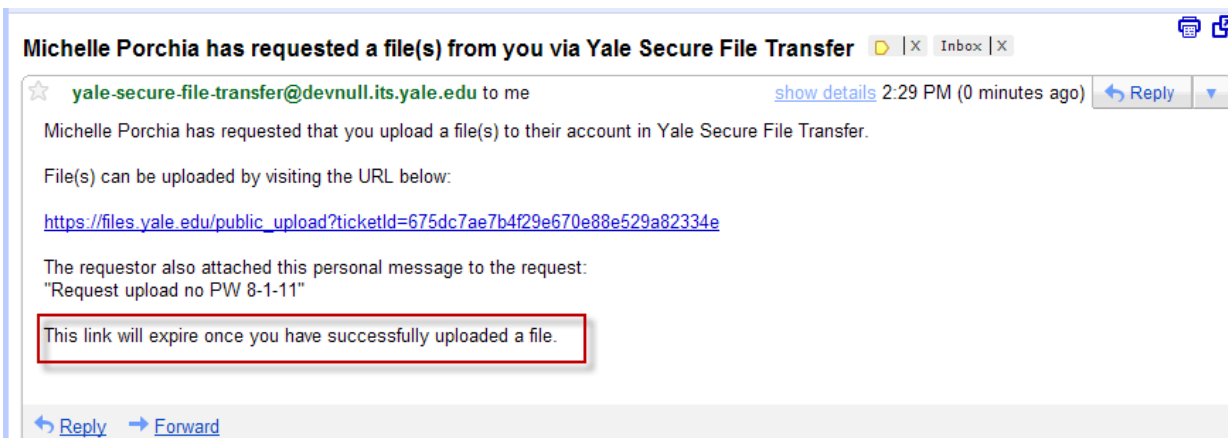 Michelle Porchia has requested a file(s) from you via Yale Secure File Transfer |X Inbox |X
yale-secure-file-transfer@devnull.its.yale.edu to me show details 2:29 PM (0 minutes ago) Reply
Michelle Porchia has requested that you upload a file(s) to their account in Yale Secure File Transfer.
File(s) can be uploaded by visiting the URL below:
https://files.yale.edu/public_upload?ticketId=675dc7ae7b4f29e670e88e529a82334e
The requestor also attached this personal message to the request:
"Request upload no PW 8-1-11"
This link will expire once you have successfully uploaded a file.
Reply Forward